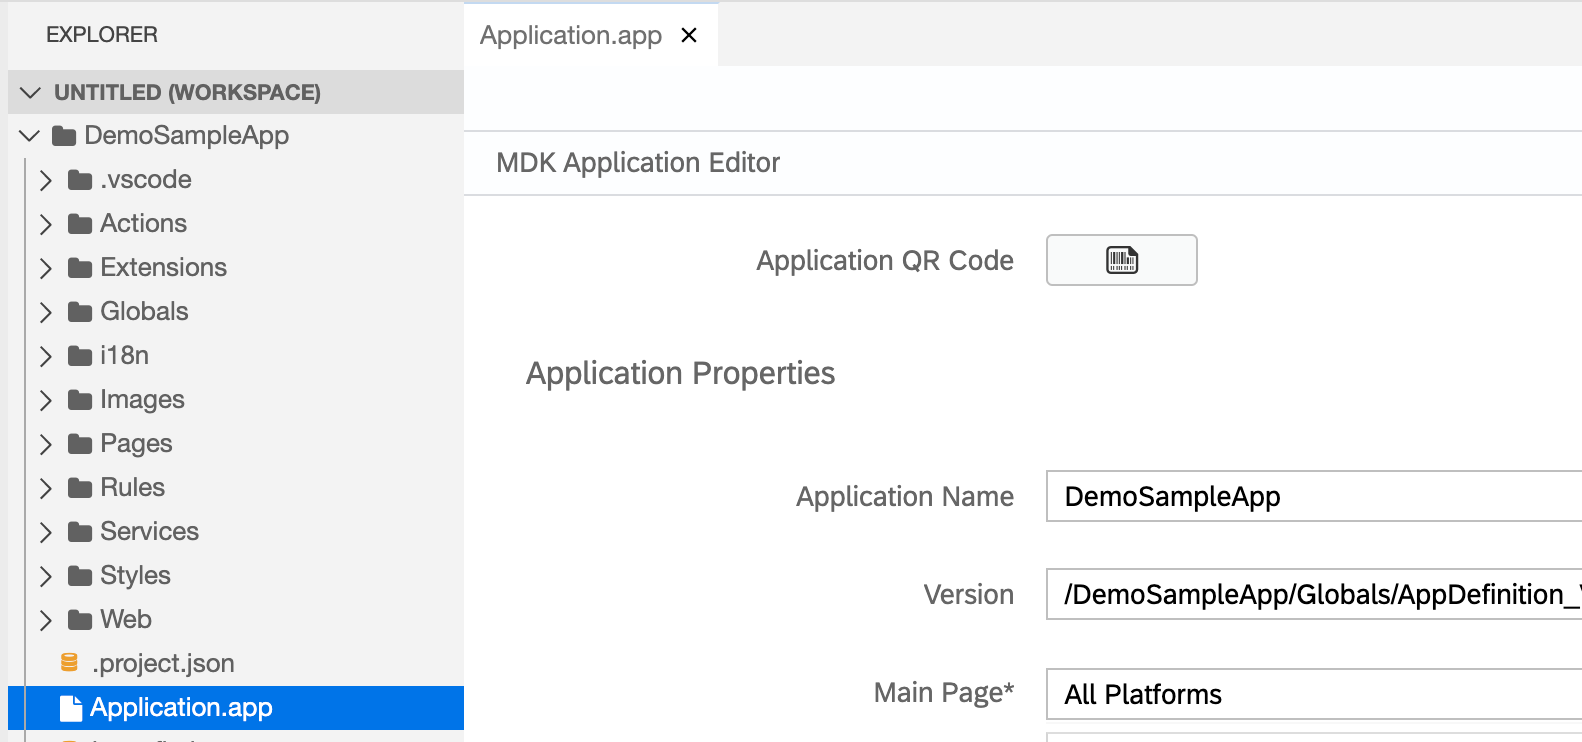 EXPLORER
UNTITLED (WORKSPACE)
DemoSampleApp
.vscode
Actions
Extensions
Globals
i18n
Images
Pages
Rules
Services
Styles
Web
.project.json
Application.app
Application.app
MDK Application Editor
Application QR Code
Application Properties
Application Name
DemoSampleApp
Version
/DemoSampleApp/Globals/AppDefinition_
Main Page*
All Platforms